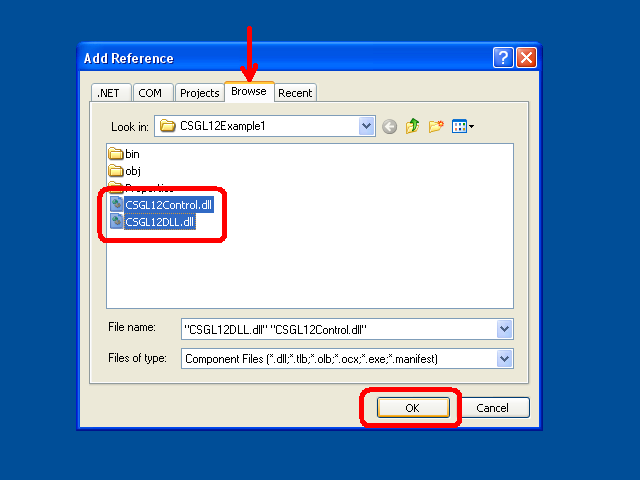 Add Reference
.NET COM Projects Browse Recent
Look in: CSGL12Example1
bin
obj
Properties
CSGL12Control.dll
CSGL12DLL.dll
File name: "CSGL12DLL.dll" "CSGL12Control.dll"
Files of type: Component Files (*.dll;*.tlb;*.olb;*.ocx;*.exe;*.manifest)
OK Cancel